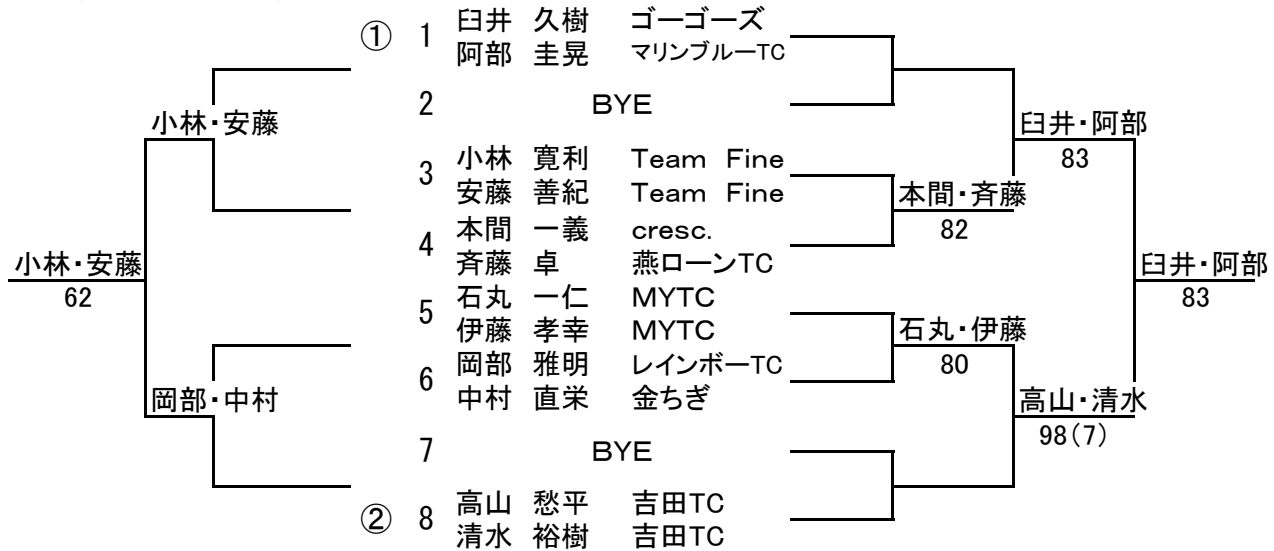 ① 1 臼井 久樹 ゴーゴーズ
阿部 圭晃 マリンブルーTC
2 BYE
3 小林 寛利 Team Fine
安藤 善紀 Team Fine
4 本間 一義 cresc.
斉藤 卓 燕ローンTC
5 石丸 一仁 MYTC
伊藤 孝幸 MYTC
6 岡部 雅明 レインボーTC
中村 直栄 金ちぎ
7 BYE
② 8 高山 愁平 吉田TC
清水 裕樹 吉田TC
小林・安藤
岡部・中村
小林・安藤
62
本間・斉藤
82
石丸・伊藤
80
臼井・阿部
83
高山・清水
98(7)
臼井・阿部
83